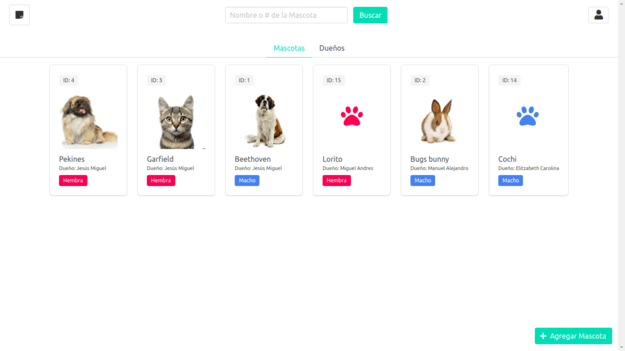 Nombre o # de la Mascota
Buscar
Mascotas
Dueños
ID: 4
Pekines
Dueño: Jesús Miguel
Hembra
ID: 3
Garfield
Dueño: Jesús Miguel
Hembra
ID: 1
Beethoven
Dueño: Jesús Miguel
Macho
ID: 15
Lorito
Dueño: Miguel Andres
Hembra
ID: 2
Bugs bunny
Dueño: Manuel Alejandro
Macho
ID: 14
Cochi
Dueño: Elitzabeth Carolina
Macho
Agregar Mascota